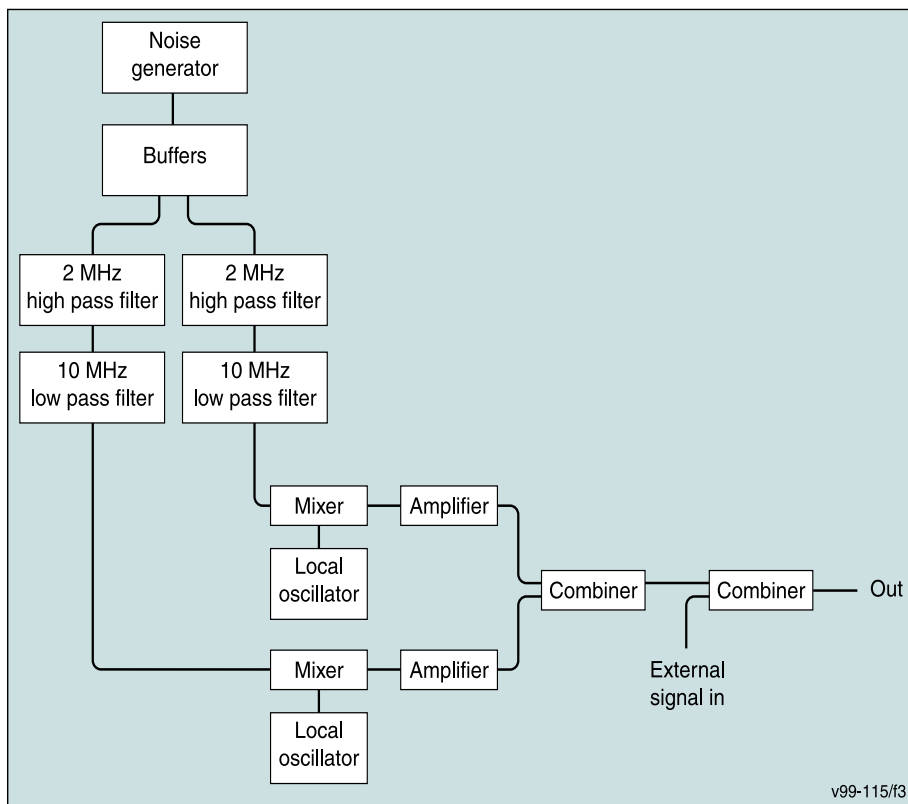 Noise
generator
Buffers
2 MHz
high pass filter
2 MHz
high pass filter
10 MHz
low pass filter
10 MHz
low pass filter
Mixer
Amplifier
Local
oscillator
Combiner
Combiner
Out
Mixer
Amplifier
External
signal in
Local
oscillator
v99-115/f3